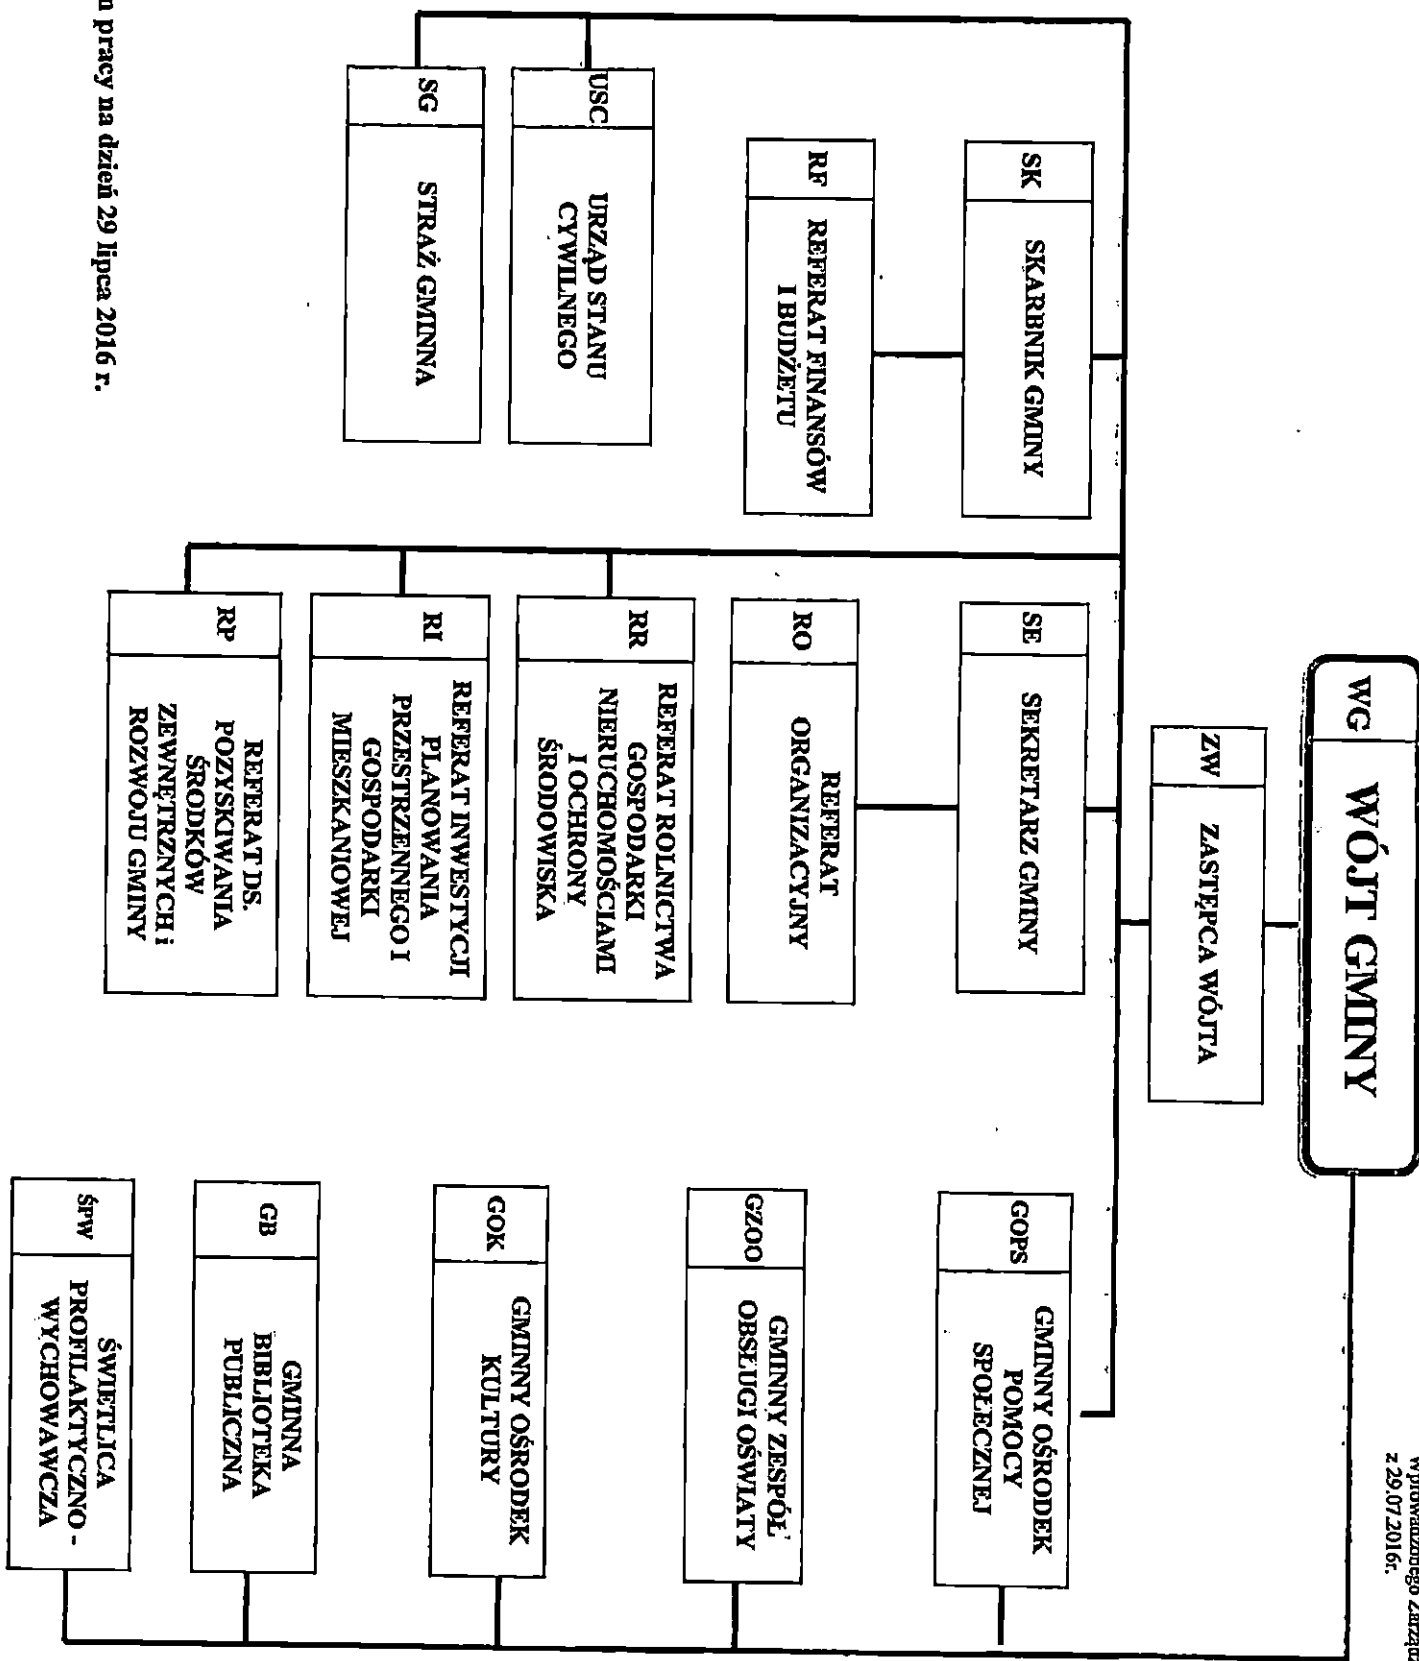 z 29.07.2016r.
WG
WÓJT GMINY
ZW
ZASTĘPCA WÓJTA
SK
SKARBNIK GMINY
RF
REFERAT FINANSÓW
I BUDŻETU
USC
URZĄD STANU
CYWILNEGO
SG
STRAŻ GMINNA
SE
SEKRETARZ GMINY
RO
REFERAT
ORGANIZACYJNY
RR
REFERAT ROLNICTWA
GOSPODARKI
NIERUCHOMOŚCIAMI
I OCHRONY
ŚRODOWISKA
RI
REFERAT INWESTYCJI
PLANOWANIA
PRZESTRZENNEGO I
GOSPODARKI
MIESZKANIOWEJ
RP
REFERAT DS.
POZYSKIWANIA
ŚRODKÓW
ZEWNĘTRZNYCH i
ROZWOJU GMINY
GOPS
GMINNY OŚRODEK
POMOCY
SPOŁECZNEJ
GZOO
GMINNY ZESPÓŁ
OBSŁUGI OŚWIATY
GOK
GMINNY OŚRODEK
KULTURY
GB
GMINNA
BIBLIOTEKA
PUBLICZNA
ŚPW
ŚWIETLICA
PROFILAKTYCZNO -
WYCHOWAWCZA
pracy na dzień 29 lipca 2016 r.